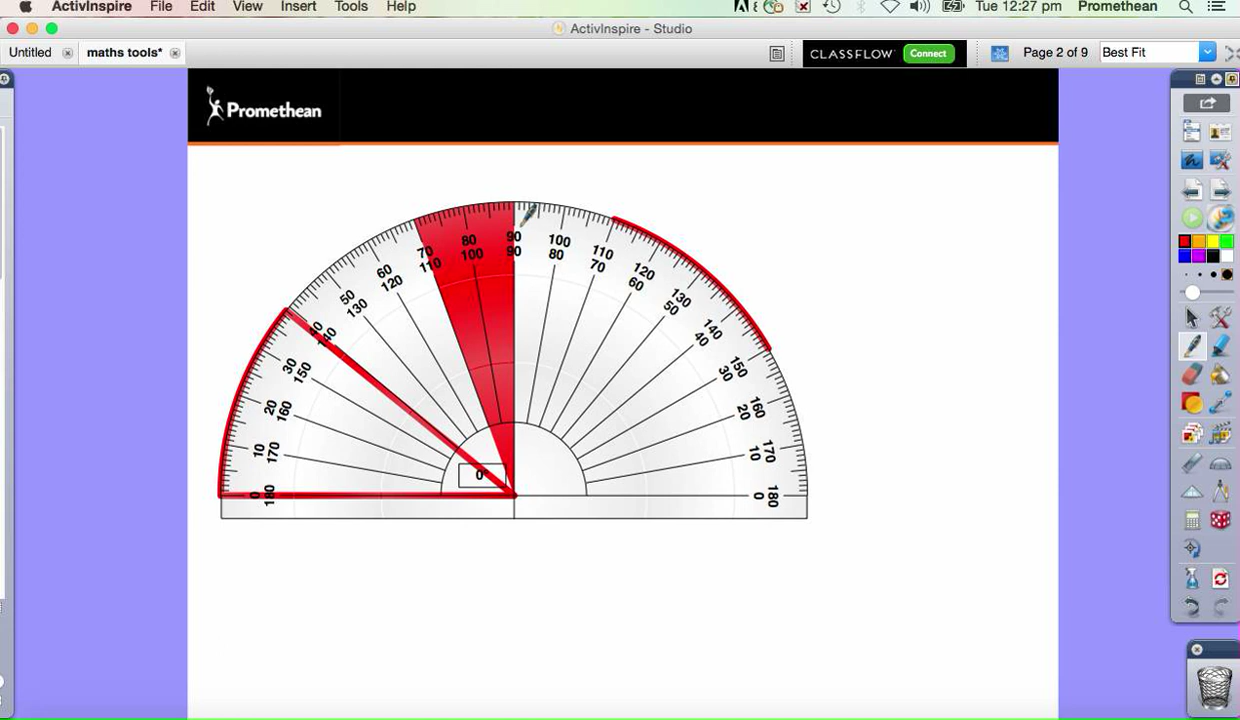 ActivInspire File Edit View Insert Tools Help Tue 12:27 pm Promethean
ActivInspire - Studio
Untitled maths tools* CLASSFLOW Connect Page 2 of 9 Best Fit
Promethean
0 10 20 30 40 50 60 70 80 90 100 110 120 130 140 150 160 170 180
180 170 160 150 140 130 120 110 100 90 80 70 60 50 40 30 20 10 0
0°